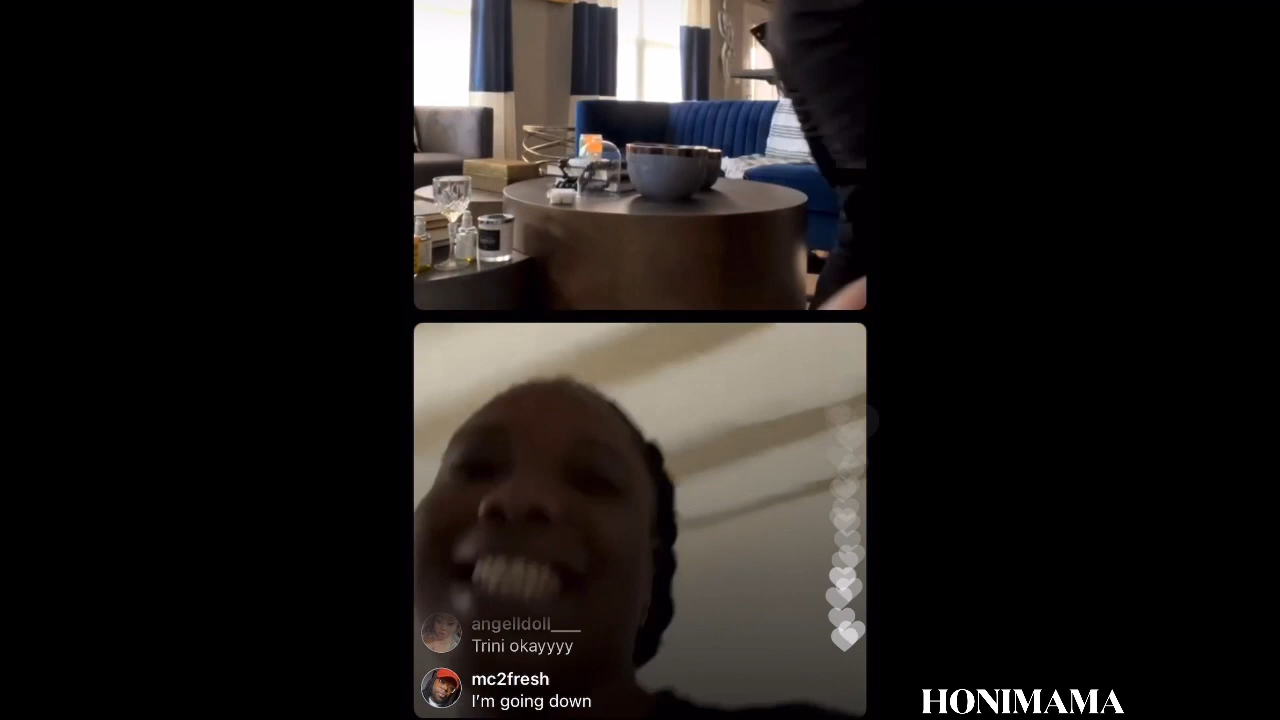 angelldoll___
Trini okayyyy
mc2fresh
I'm going down
HONIMAMA